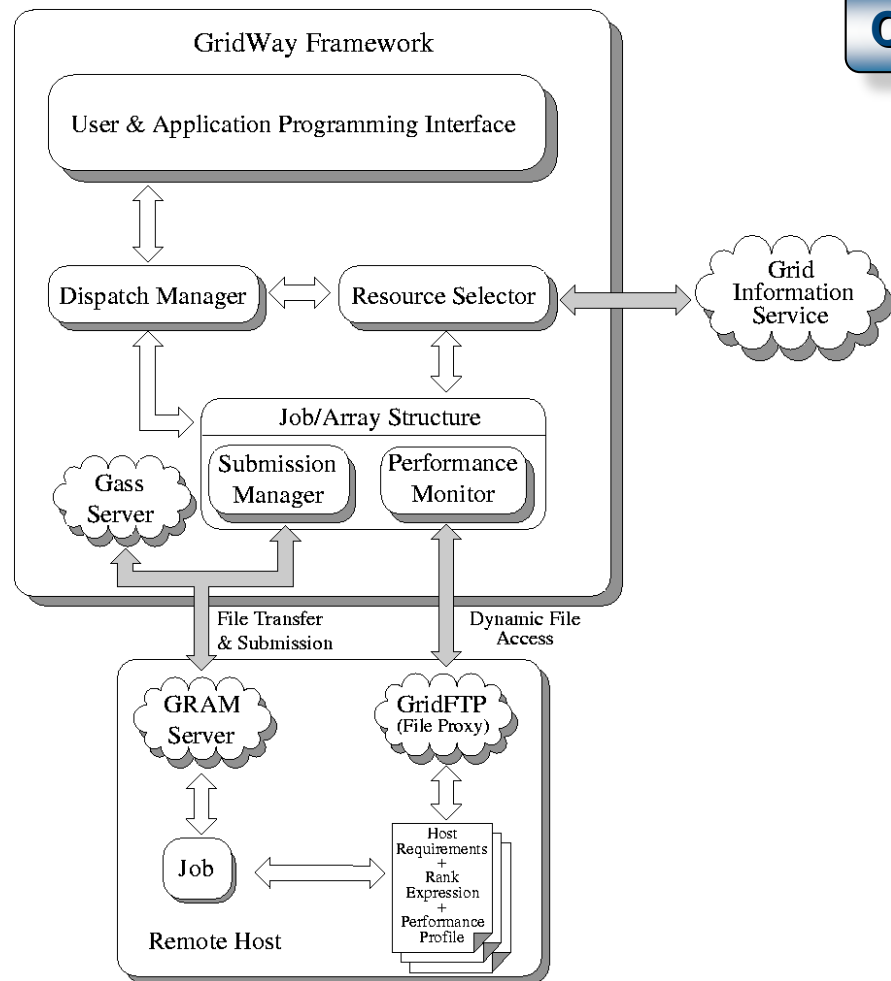 GridWay Framework
User & Application Programming Interface
Dispatch Manager
Resource Selector
Grid
Information
Service
Job/Array Structure
Submission
Manager
Performance
Monitor
Gass
Server
File Transfer
& Submission
Dynamic File
Access
GRAM
Server
GridFTP
(File Proxy)
Job
Host
Requirements
+
Rank
Expression
+
Performance
Profile
Remote Host